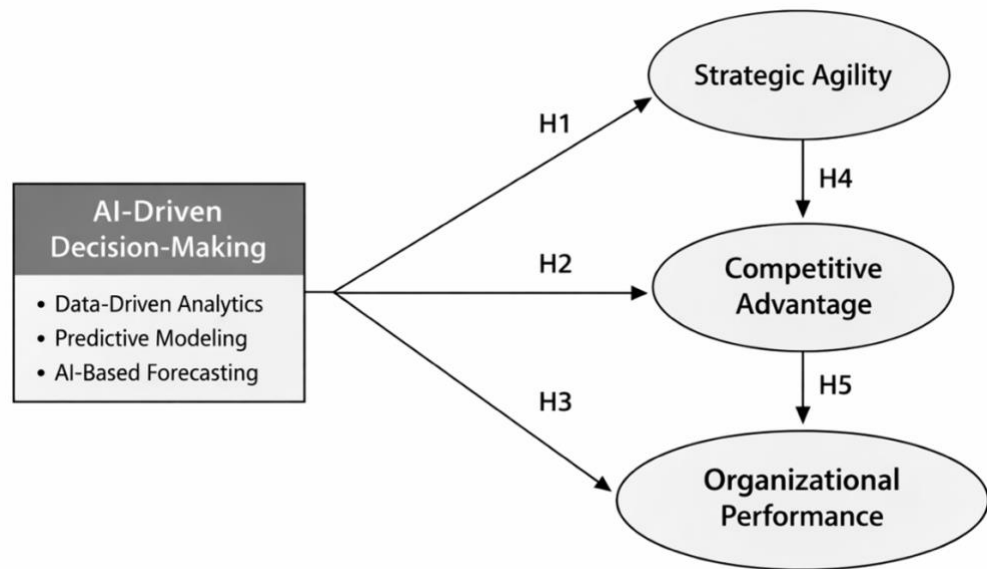 Strategic Agility
H1
H4
AI-Driven
Decision-Making
H2
Competitive
Advantage
• Data-Driven Analytics
• Predictive Modeling
• AI-Based Forecasting
H3
H5
Organizational
Performance